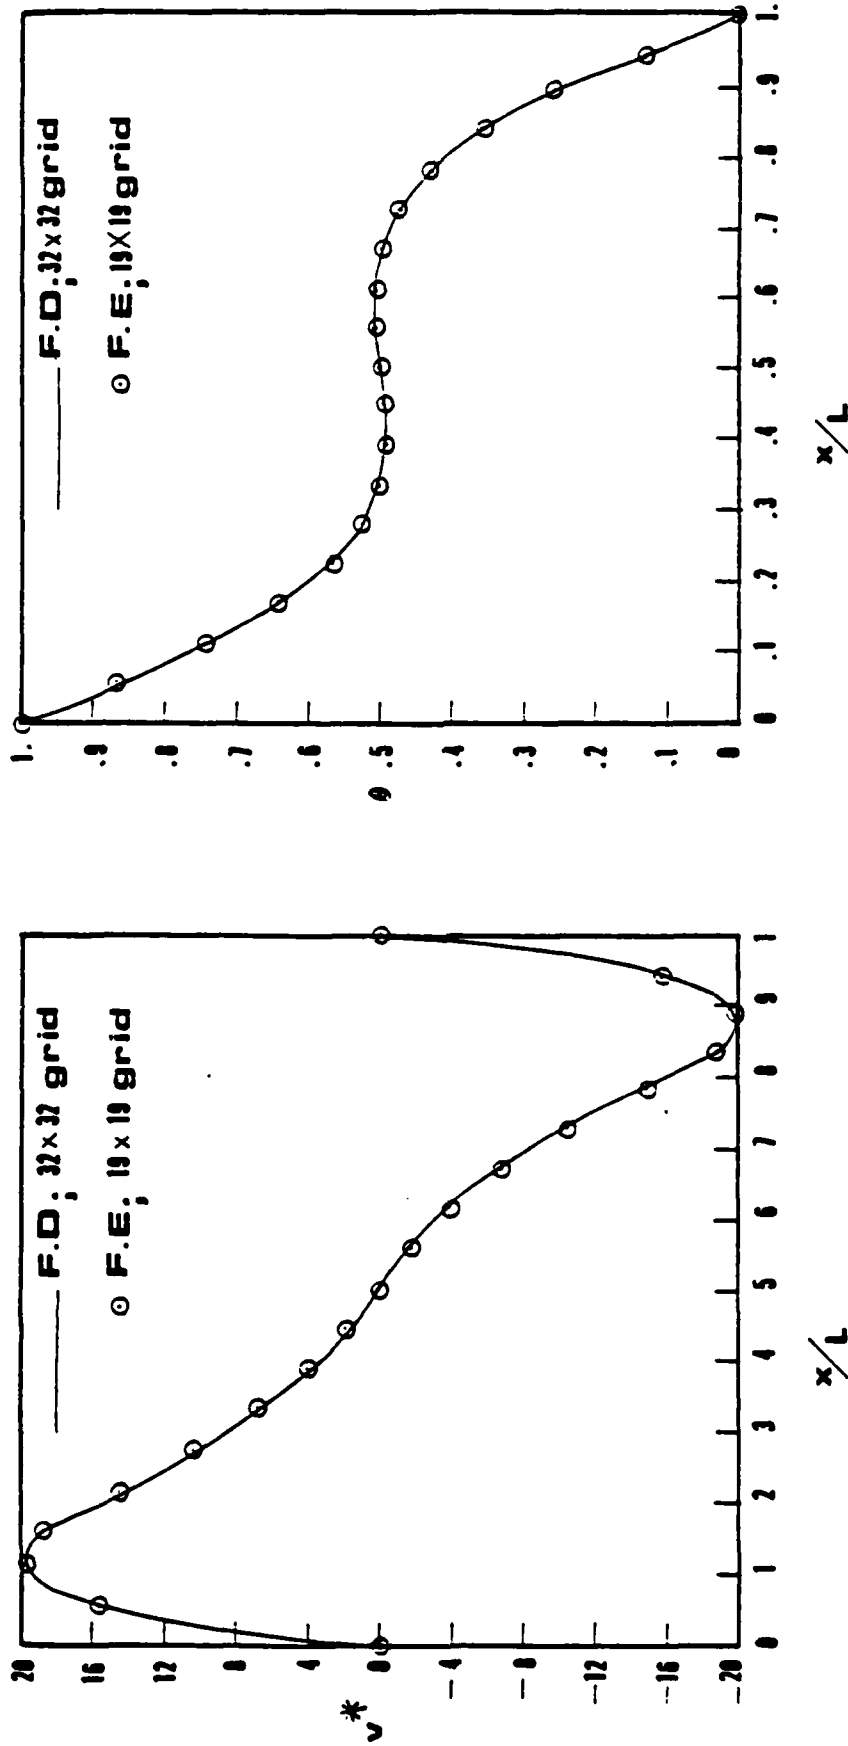 F.D.; 32×32 grid
F.E.; 19×19 grid
20
16
12
8
4
0
-4
-8
-12
-16
-20
v*
0 1 2 3 4 5 6 7 8 9 1
x/L
F.D.; 32×32 grid
F.E.; 19×19 grid
1.
.9
.8
.7
.6
.5
.4
.3
.2
.1
0
θ
0 .1 .2 .3 .4 .5 .6 .7 .8 .9 1.
x/L